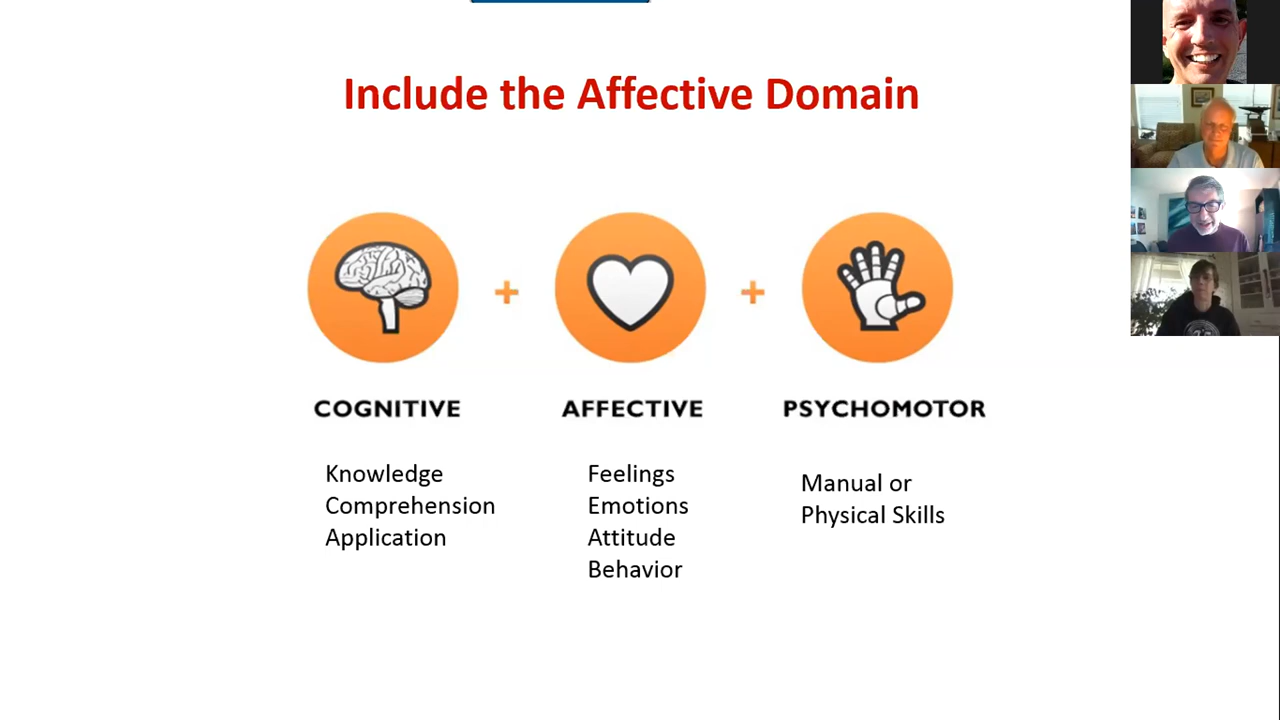 Include the Affective Domain
COGNITIVE
AFFECTIVE
PSYCHOMOTOR
Knowledge
Comprehension
Application
Feelings
Emotions
Attitude
Behavior
Manual or
Physical Skills